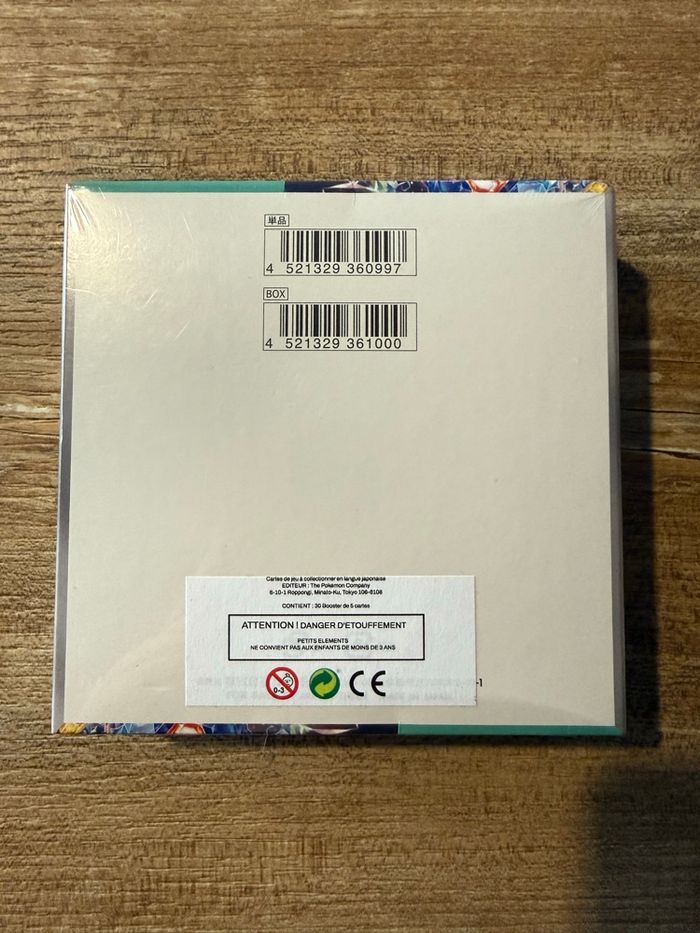 単品
4 521329 360997
BOX
4 521329 361000
Cartes de jeu à collectionner en langue japonaise
EDITEUR : The Pokemon Company
6-10-1 Roppongi, Minato-Ku, Tokyo 106-6108
CONTIENT : 30 Booster de 5 cartes
ATTENTION ! DANGER D'ETOUFFEMENT
PETITS ELEMENTS
NE CONVIENT PAS AUX ENFANTS DE MOINS DE 3 ANS
0-3
CE
-1